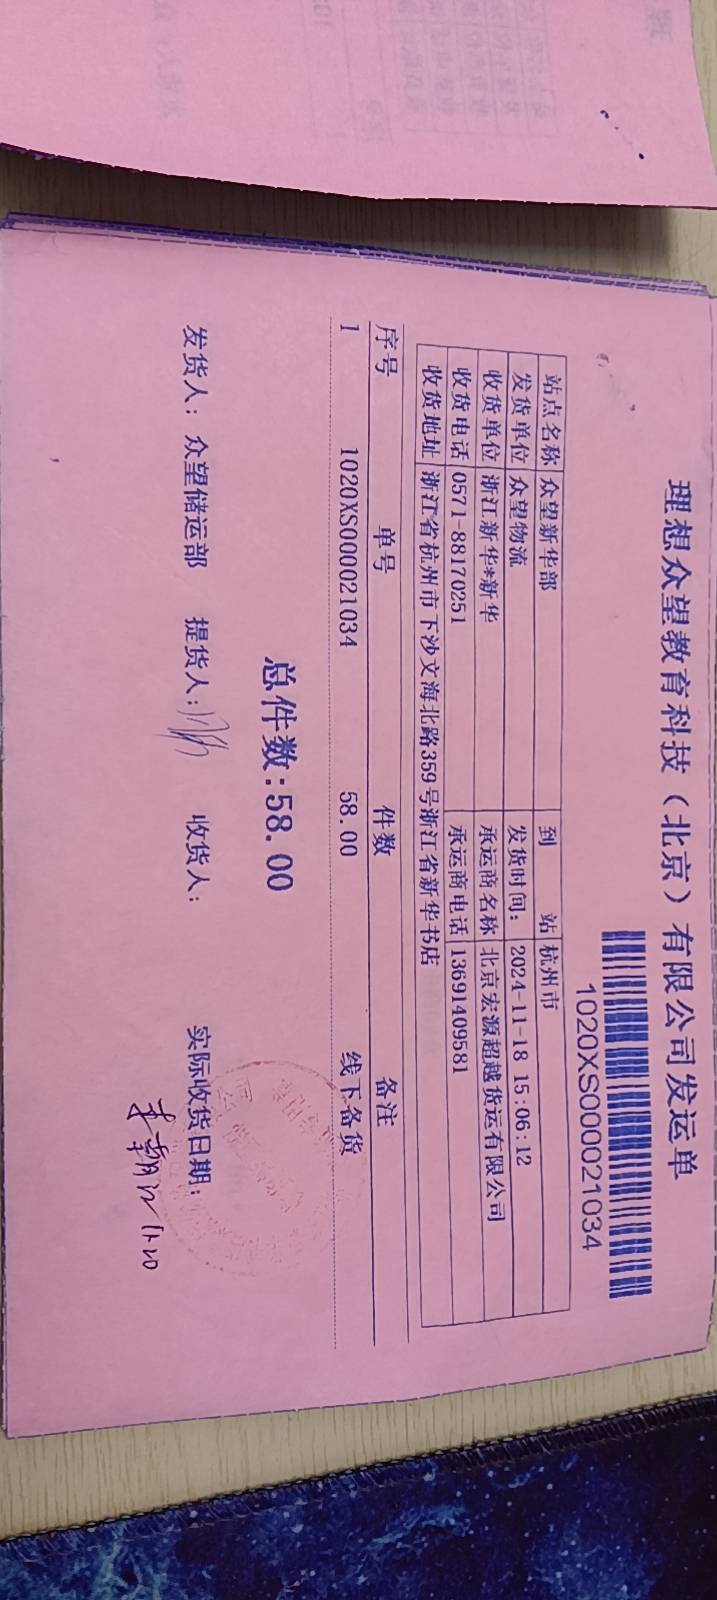 理想众望教育科技（北京）有限公司发运单
1020XS000021034
站点名称 众望新华部 到 站 杭州市
发货单位 众望物流 发货时间: 2024-11-18 15:06:12
收货单位 浙江新华*新华 承运商名称 北京宏源超越货运有限公司
收货电话 0571-88170251 承运商电话 13691409581
收货地址 浙江省杭州市下沙文海北路359号浙江省新华书店
序号 单号 件数 备注
1 1020XS000021034 58.00 线下备货
总件数:58.00
发货人: 众望储运部 提货人: 收货人: 实际收货日期:
11.20